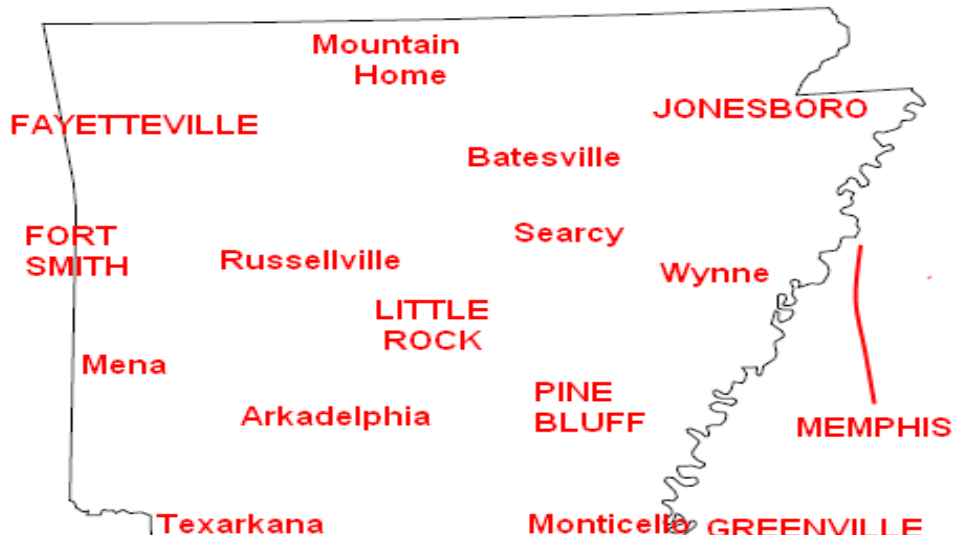 Mountain
Home
JONESBORO
FAYETTEVILLE
Batesville
FORT
SMITH
Searcy
Russellville
Wynne
LITTLE
ROCK
Mena
PINE
BLUFF
Arkadelphia
MEMPHIS
Texarkana
Monticello
GREENVILLE